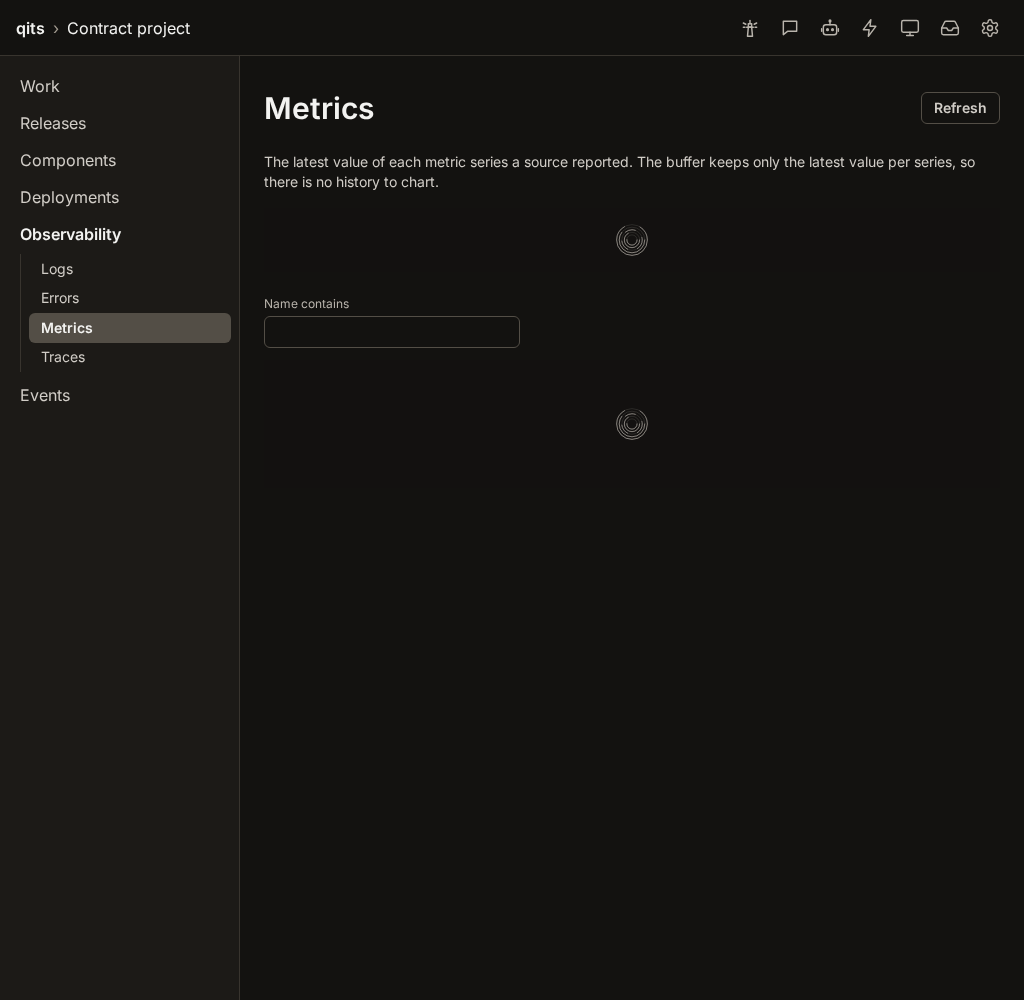 qits › Contract project
Work
Releases
Components
Deployments
Observability
Logs
Errors
Metrics
Traces
Events
Metrics
Refresh
The latest value of each metric series a source reported. The buffer keeps only the latest value per series, so
there is no history to chart.
Name contains